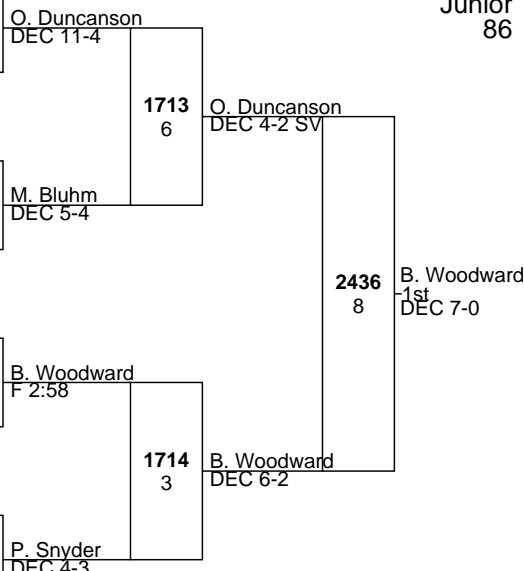 Junior
86
O. Duncanson
DEC 11-4
1713
6
O. Duncanson
DEC 4-2 SV
M. Bluhm
DEC 5-4
2436
8
B. Woodward
1st
DEC 7-0
B. Woodward
F 2:58
1714
3
B. Woodward
DEC 6-2
P. Snyder
DEC 4-3